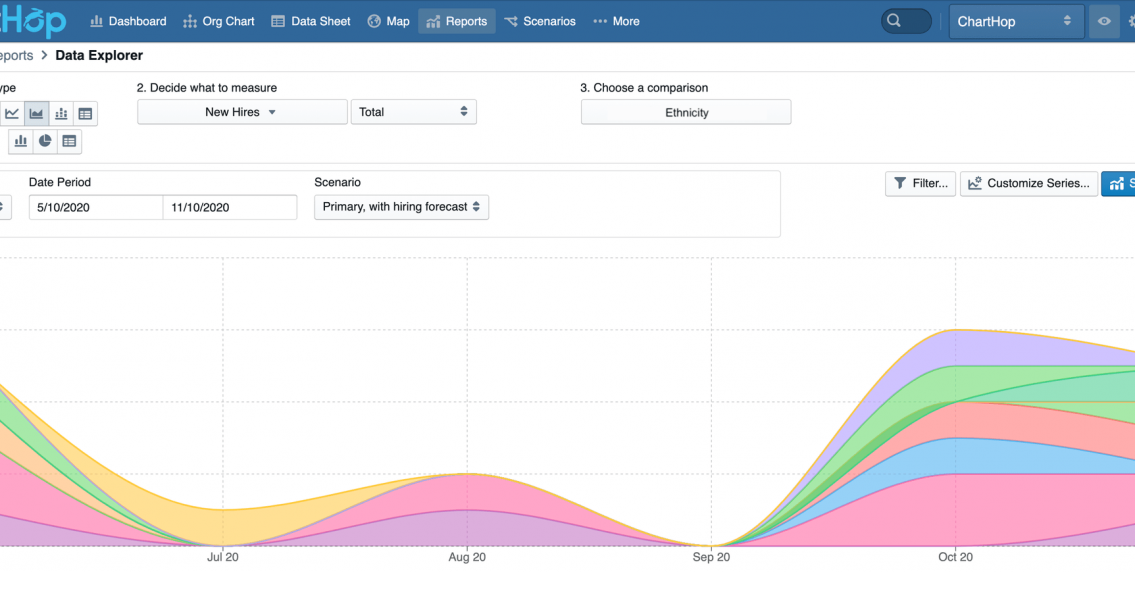 tHop Dashboard Org Chart Data Sheet Map Reports Scenarios More ChartHop
eports > Data Explorer
ype 2. Decide what to measure 3. Choose a comparison
New Hires Total Ethnicity
Date Period Scenario
Filter... Customize Series... S
5/10/2020 11/10/2020 Primary, with hiring forecast
Jul 20 Aug 20 Sep 20 Oct 20